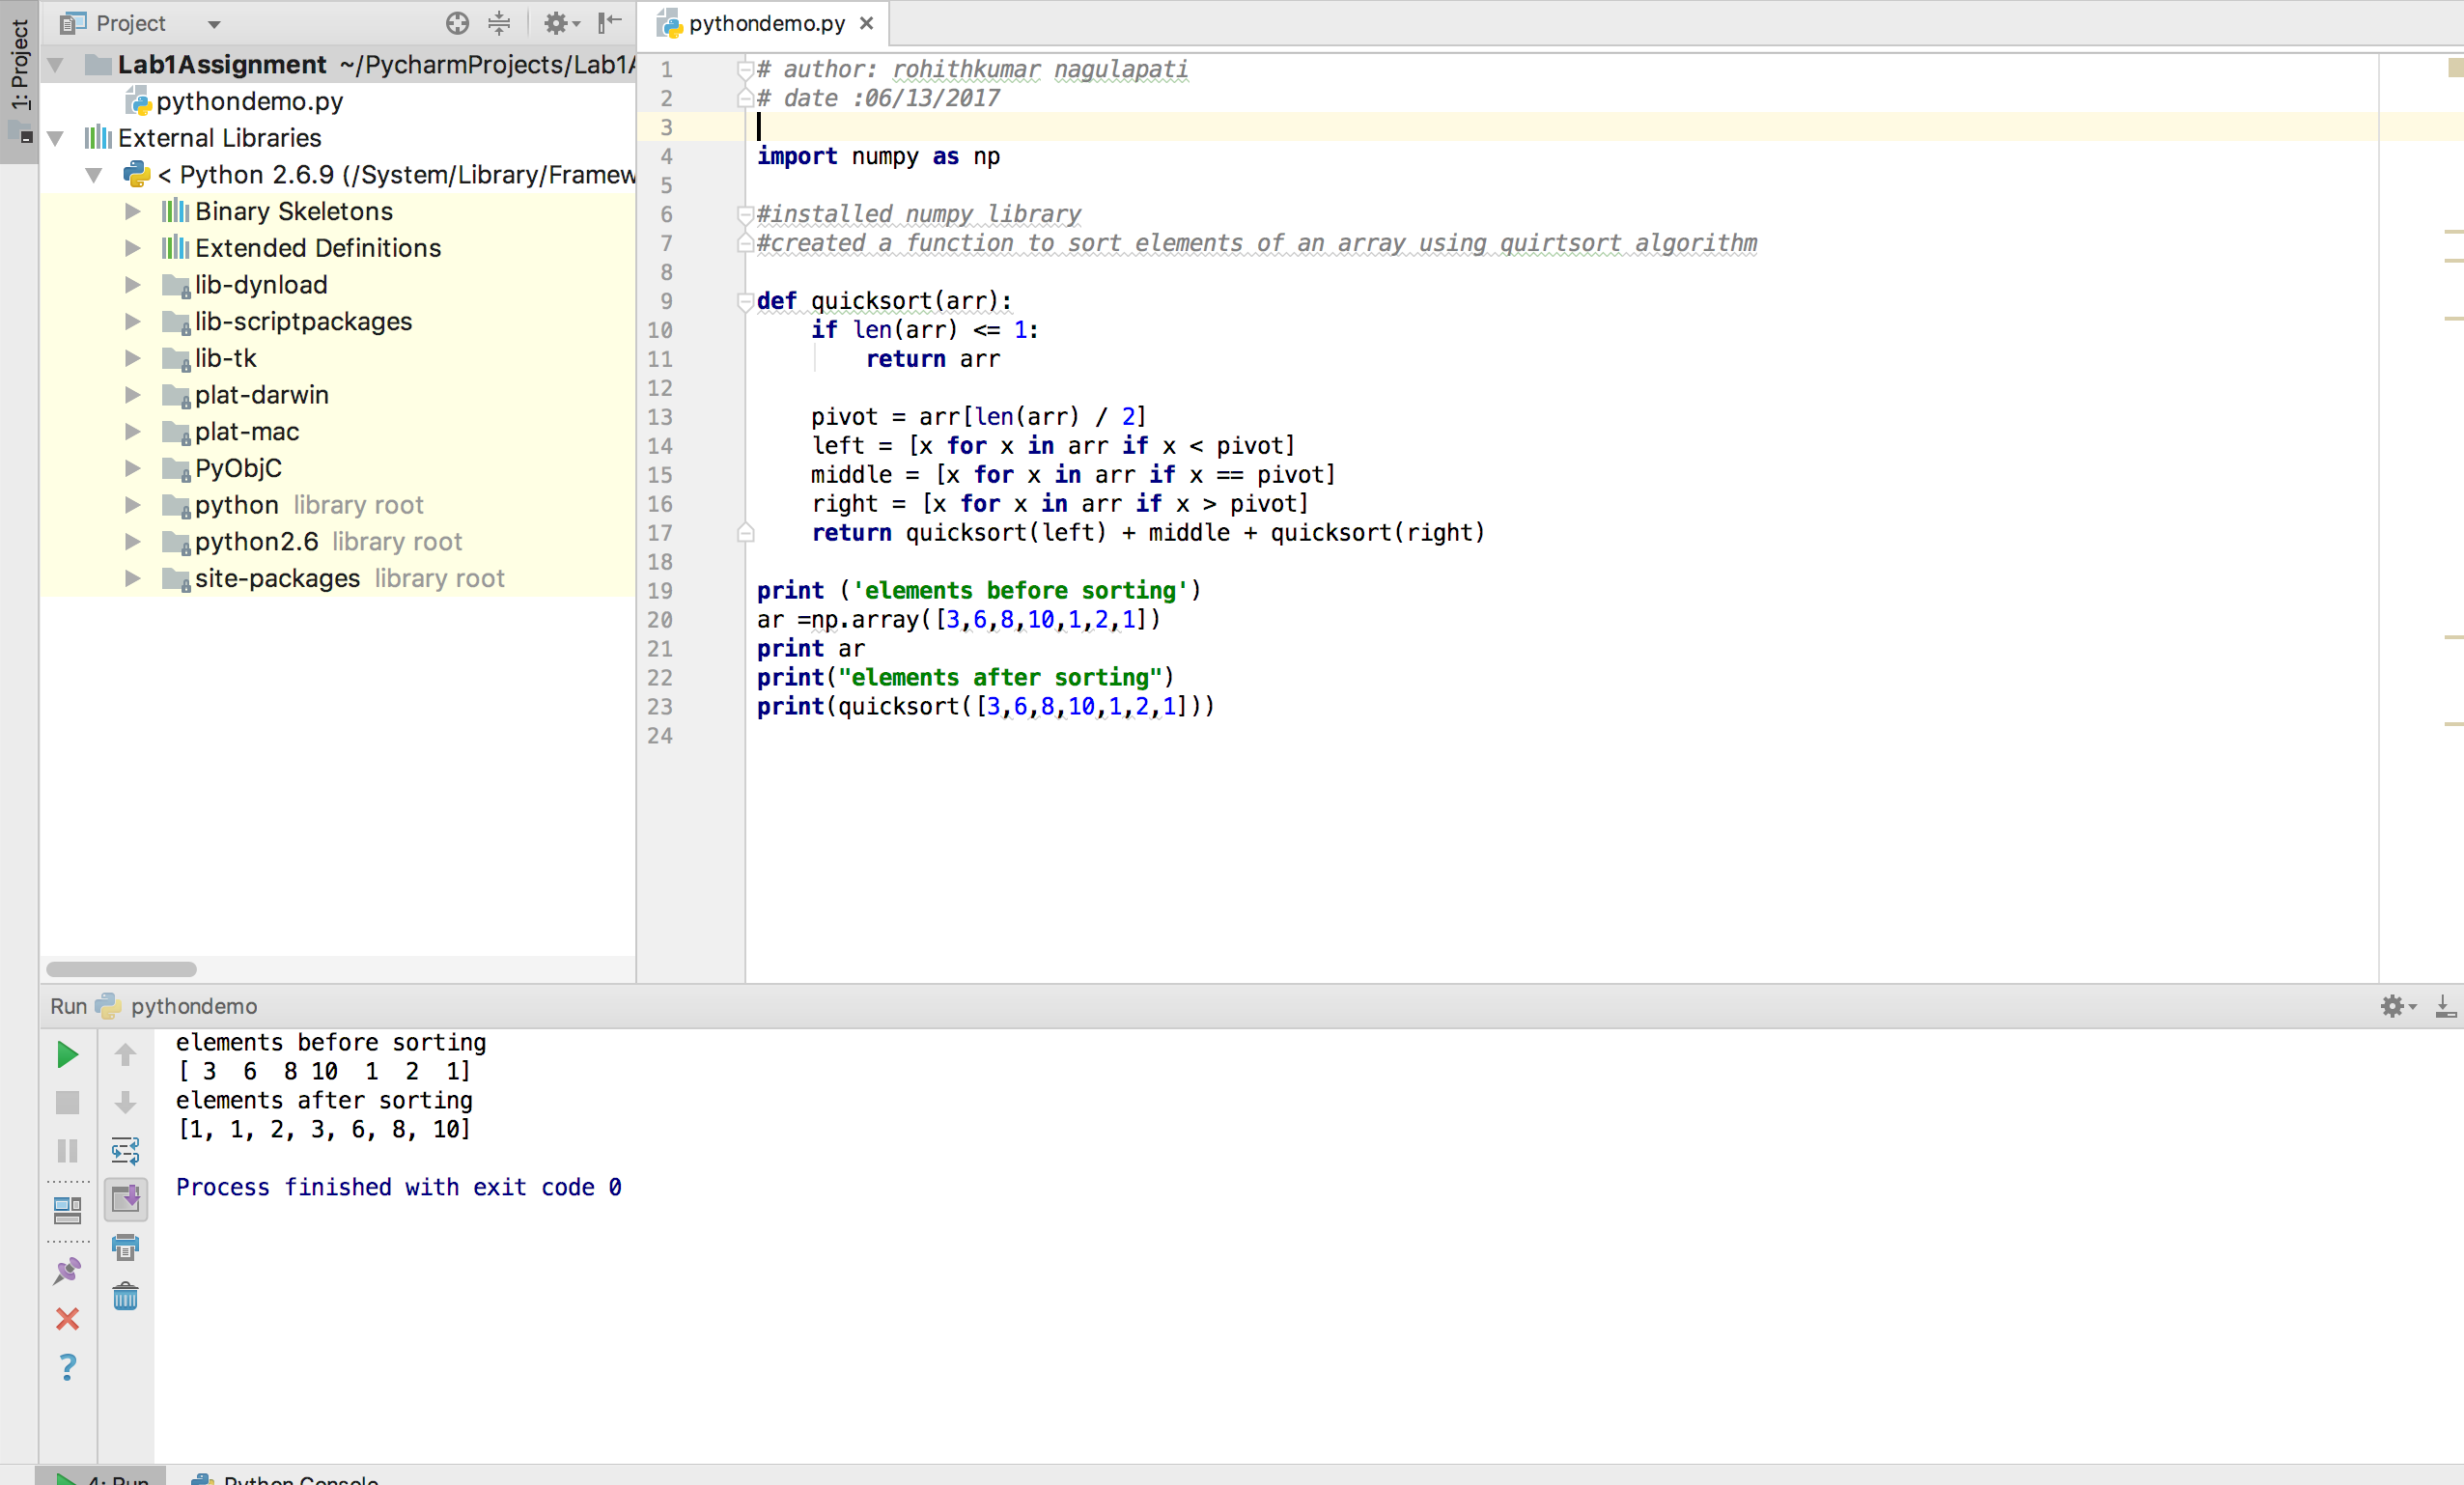 1: Project
Project
Lab1Assignment ~/PycharmProjects/Lab1A
pythondemo.py
External Libraries
< Python 2.6.9 (/System/Library/Framew
Binary Skeletons
Extended Definitions
lib-dynload
lib-scriptpackages
lib-tk
plat-darwin
plat-mac
PyObjC
python library root
python2.6 library root
site-packages library root
pythondemo.py
1 # author: rohithkumar nagulapati
2 # date :06/13/2017
3
4 import numpy as np
5
6 #installed numpy library
7 #created a function to sort elements of an array using quirtsort algorithm
8
9 def quicksort(arr):
10     if len(arr) <= 1:
11         return arr
12
13     pivot = arr[len(arr) / 2]
14     left = [x for x in arr if x < pivot]
15     middle = [x for x in arr if x == pivot]
16     right = [x for x in arr if x > pivot]
17     return quicksort(left) + middle + quicksort(right)
18
19 print ('elements before sorting')
20 ar =np.array([3,6,8,10,1,2,1])
21 print ar
22 print("elements after sorting")
23 print(quicksort([3,6,8,10,1,2,1]))
24
Run pythondemo
elements before sorting
[ 3  6  8 10  1  2  1]
elements after sorting
[1, 1, 2, 3, 6, 8, 10]
Process finished with exit code 0
4: Run
Python Console